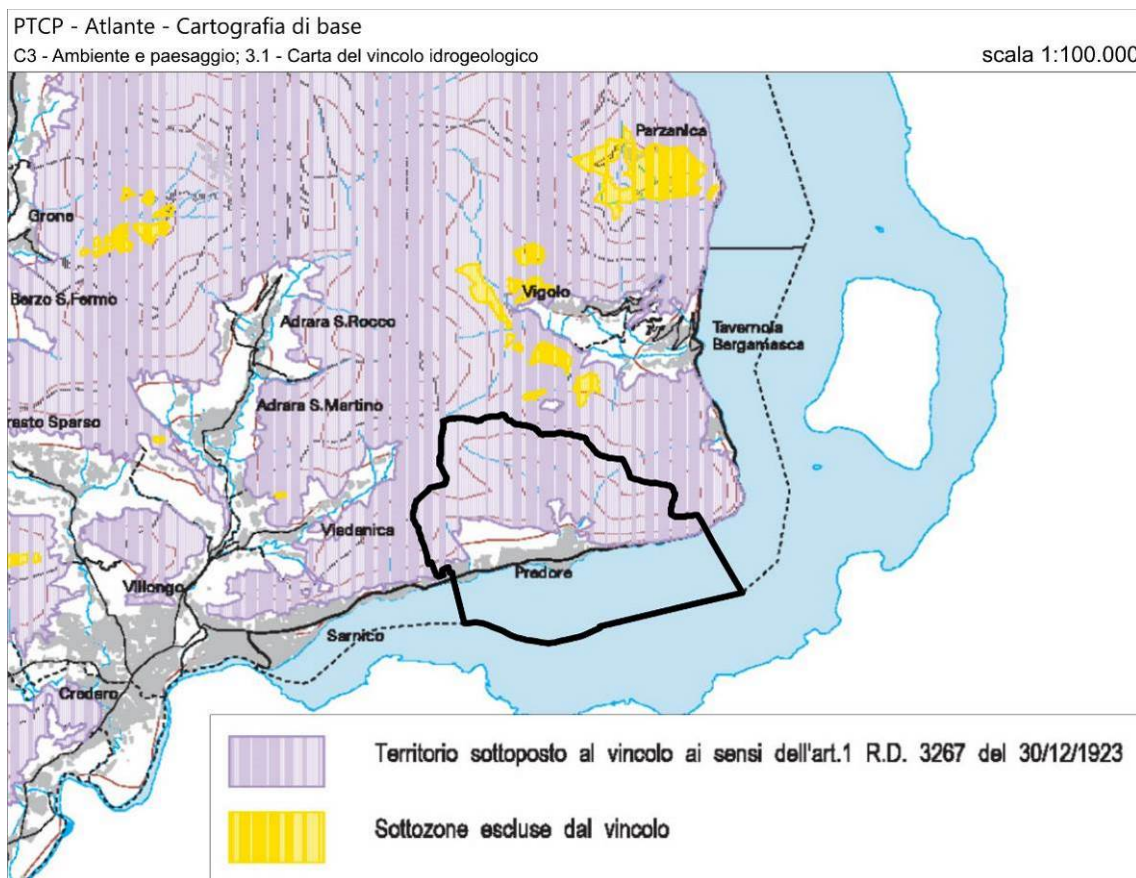 PTCP - Atlante - Cartografia di base
C3 - Ambiente e paesaggio; 3.1 - Carta del vincolo idrogeologico
scala 1:100.000
Parzanica
Grone
Vigolo
Berzo S.Fermo
Adrara S.Rocco
Tavernola
Bergamasca
Adrara S.Martino
rasto Sparso
Viadanica
Predore
Villongo
Sarnico
Credaro
Territorio sottoposto al vincolo ai sensi dell'art.1 R.D. 3267 del 30/12/1923
Sottozone escluse dal vincolo